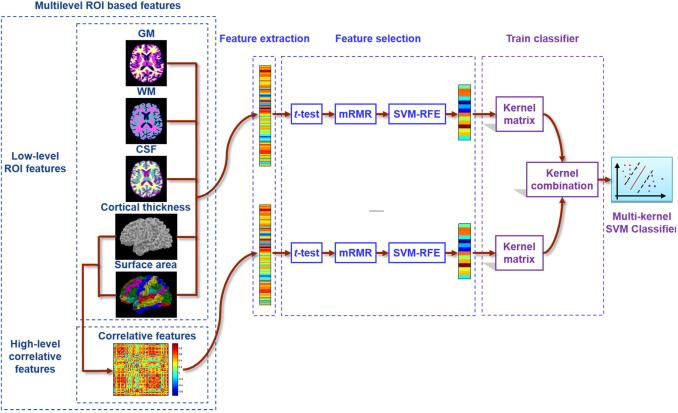 Multilevel ROI based features
GM
WM
CSF
Cortical thickness
Surface area
Low-level
ROI features
High-level
correlative
features
Correlative features
Feature extraction
Feature selection
Train classifier
t-test
mRMR
SVM-RFE
Kernel
matrix
Kernel
combination
t-test
mRMR
SVM-RFE
Kernel
matrix
Multi-kernel
SVM Classifier